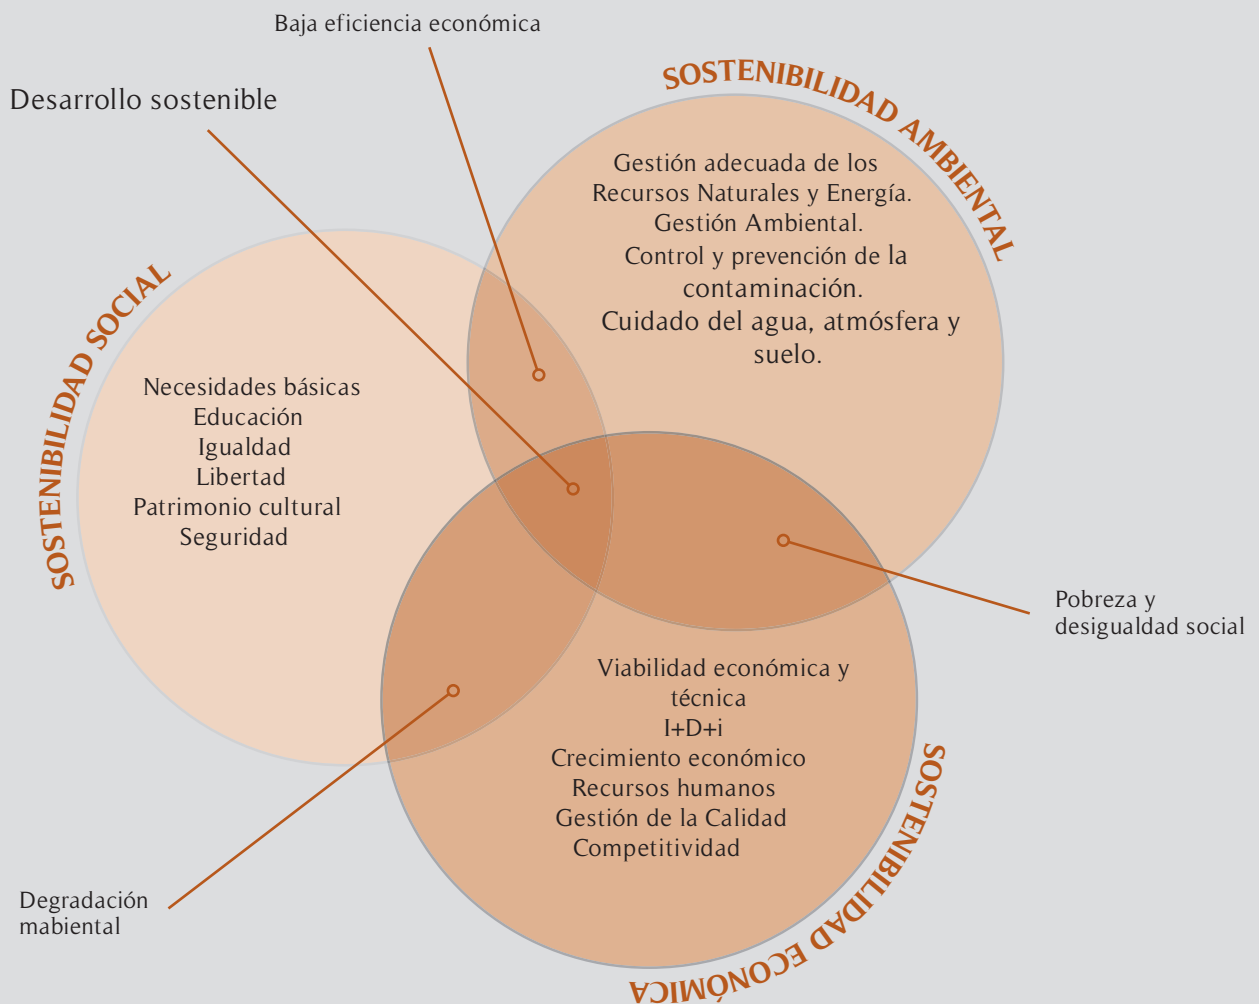 Baja eficiencia económica
Desarrollo sostenible
SOSTENIBILIDAD AMBIENTAL
Gestión adecuada de los
Recursos Naturales y Energía.
Gestión Ambiental.
Control y prevención de la
contaminación.
Cuidado del agua, atmósfera y
suelo.
SOSTENIBILIDAD SOCIAL
Necesidades básicas
Educación
Igualdad
Libertad
Patrimonio cultural
Seguridad
Pobreza y
desigualdad social
Viabilidad económica y
técnica
I+D+i
Crecimiento económico
Recursos humanos
Gestión de la Calidad
Competitividad
SOSTENIBILIDAD ECONÓMICA
Degradación
mabiental